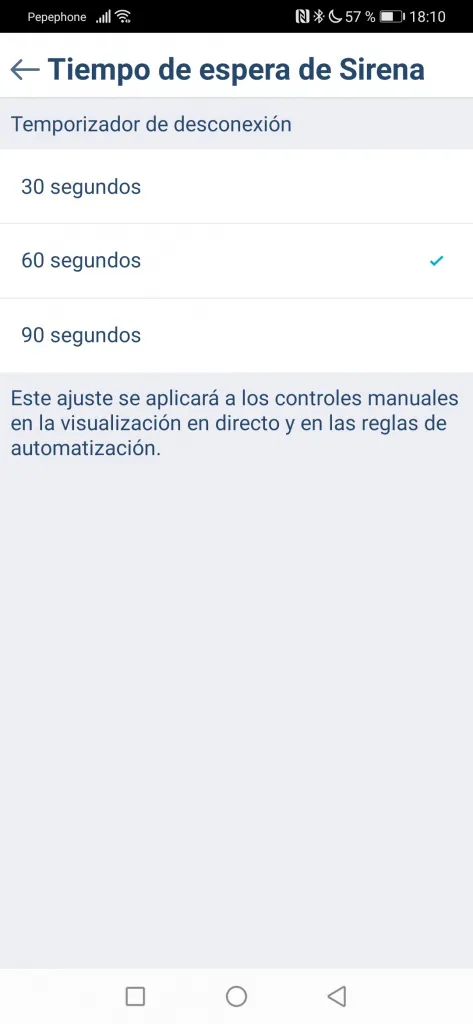 Pepephone 57 % 18:10
Tiempo de espera de Sirena
Temporizador de desconexión
30 segundos
60 segundos
90 segundos
Este ajuste se aplicará a los controles manuales
en la visualización en directo y en las reglas de
automatización.